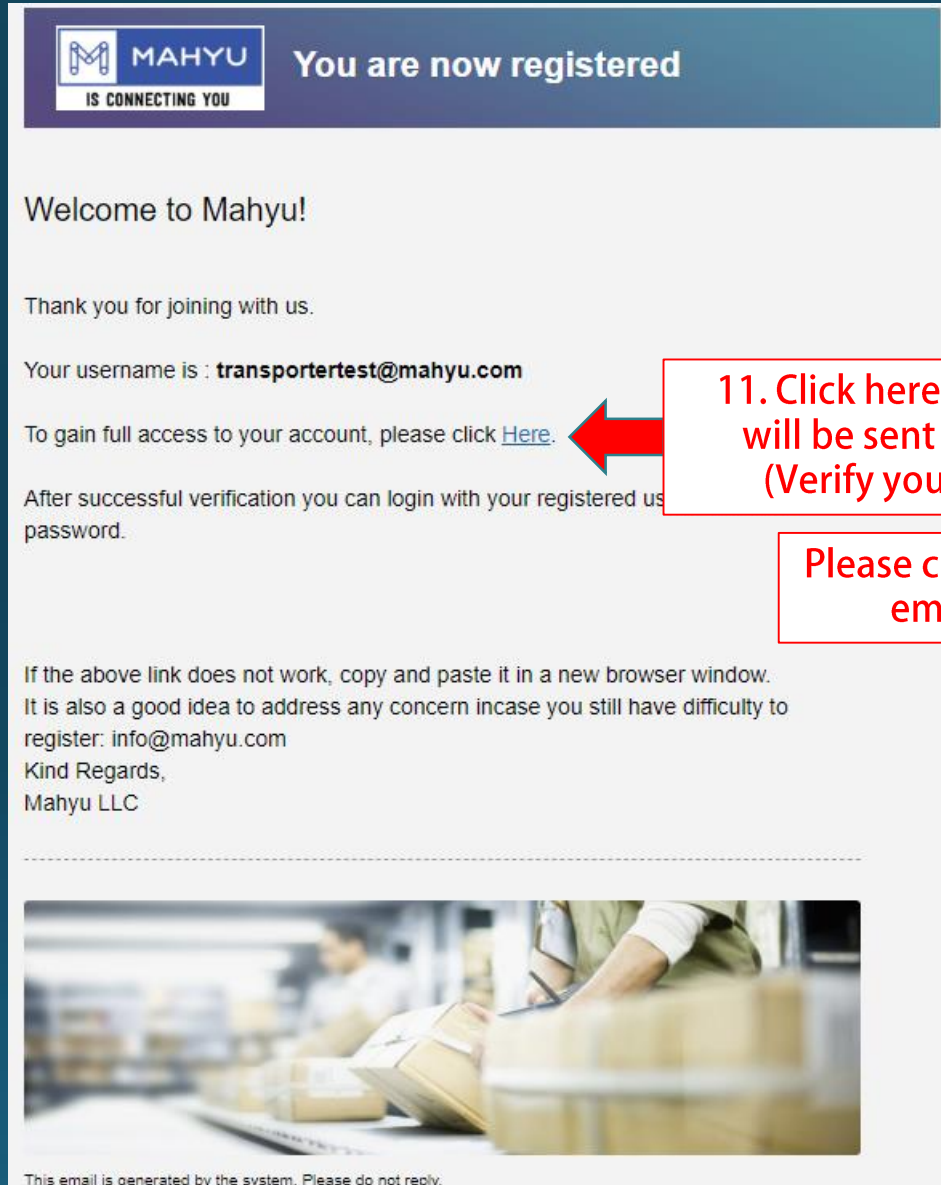 MAHYU
IS CONNECTING YOU
You are now registered
Welcome to Mahyu!
Thank you for joining with us.
Your username is : transportertest@mahyu.com
To gain full access to your account, please click Here.
11. Click here
will be sent
(Verify you
After successful verification you can login with your registered us
password.
Please c
em
If the above link does not work, copy and paste it in a new browser window.
It is also a good idea to address any concern incase you still have difficulty to
register: info@mahyu.com
Kind Regards,
Mahyu LLC
This email is generated by the system. Please do not reply.